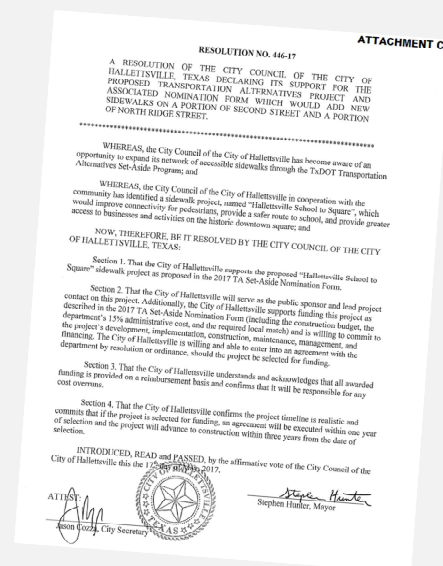 ATTACHMENT C
RESOLUTION NO. 446-17
A RESOLUTION OF THE CITY COUNCIL OF THE CITY OF
HALLETTSVILLE, TEXAS DECLARING ITS SUPPORT FOR THE
PROPOSED TRANSPORTATION ALTERNATIVES PROJECT AND
ASSOCIATED NOMINATION FORM WHICH WOULD ADD NEW
SIDEWALKS ON A PORTION OF SECOND STREET AND A PORTION
OF NORTH RIDGE STREET.
WHEREAS, the City Council of the City of Hallettsville has become aware of an
opportunity to expand its network of accessible sidewalks through the TxDOT Transportation
Alternatives Set-Aside Program; and
WHEREAS, the City Council of the City of Hallettsville in cooperation with the
community has identified a sidewalk project, named "Hallettsville School to Square", which
would improve connectivity for pedestrians, provide a safer route to school, and provide greater
access to businesses and activities on the historic downtown square; and
NOW, THEREFORE, BE IT RESOLVED BY THE CITY COUNCIL OF THE CITY
OF HALLETTSVILLE, TEXAS:
Section 1. That the City of Hallettsville supports the proposed "Hallettsville School to
Square" sidewalk project as proposed in the 2017 TA Set-Aside Nomination Form.
Section 2. That the City of Hallettsville will serve as the public sponsor and lead project
contact on this project. Additionally, the City of Hallettsville supports funding this project as
described in the 2017 TA Set-Aside Nomination Form (including the construction budget, the
department's 15% administrative cost, and the required local match) and is willing to commit to
the project's development, implementation, construction, maintenance, management, and
financing. The City of Hallettsville is willing and able to enter into an agreement with the
department by resolution or ordinance, should the project be selected for funding.
Section 3. That the City of Hallettsville understands and acknowledges that all awarded
funding is provided on a reimbursement basis and confirms that it will be responsible for any
cost overruns.
Section 4. That the City of Hallettsville confirms the project timeline is realistic and
commits that if the project is selected for funding, an agreement will be executed within one year
of selection and the project will advance to construction within three years from the date of
selection.
INTRODUCED, READ and PASSED, by the affirmative vote of the City Council of the
City of Hallettsville this the 17th day of May, 2017.
CITY OF HALLETTSVILLE
TEXAS
ATTEST:
Jason Cozza, City Secretary
Stephen Hunter
Stephen Hunter, Mayor